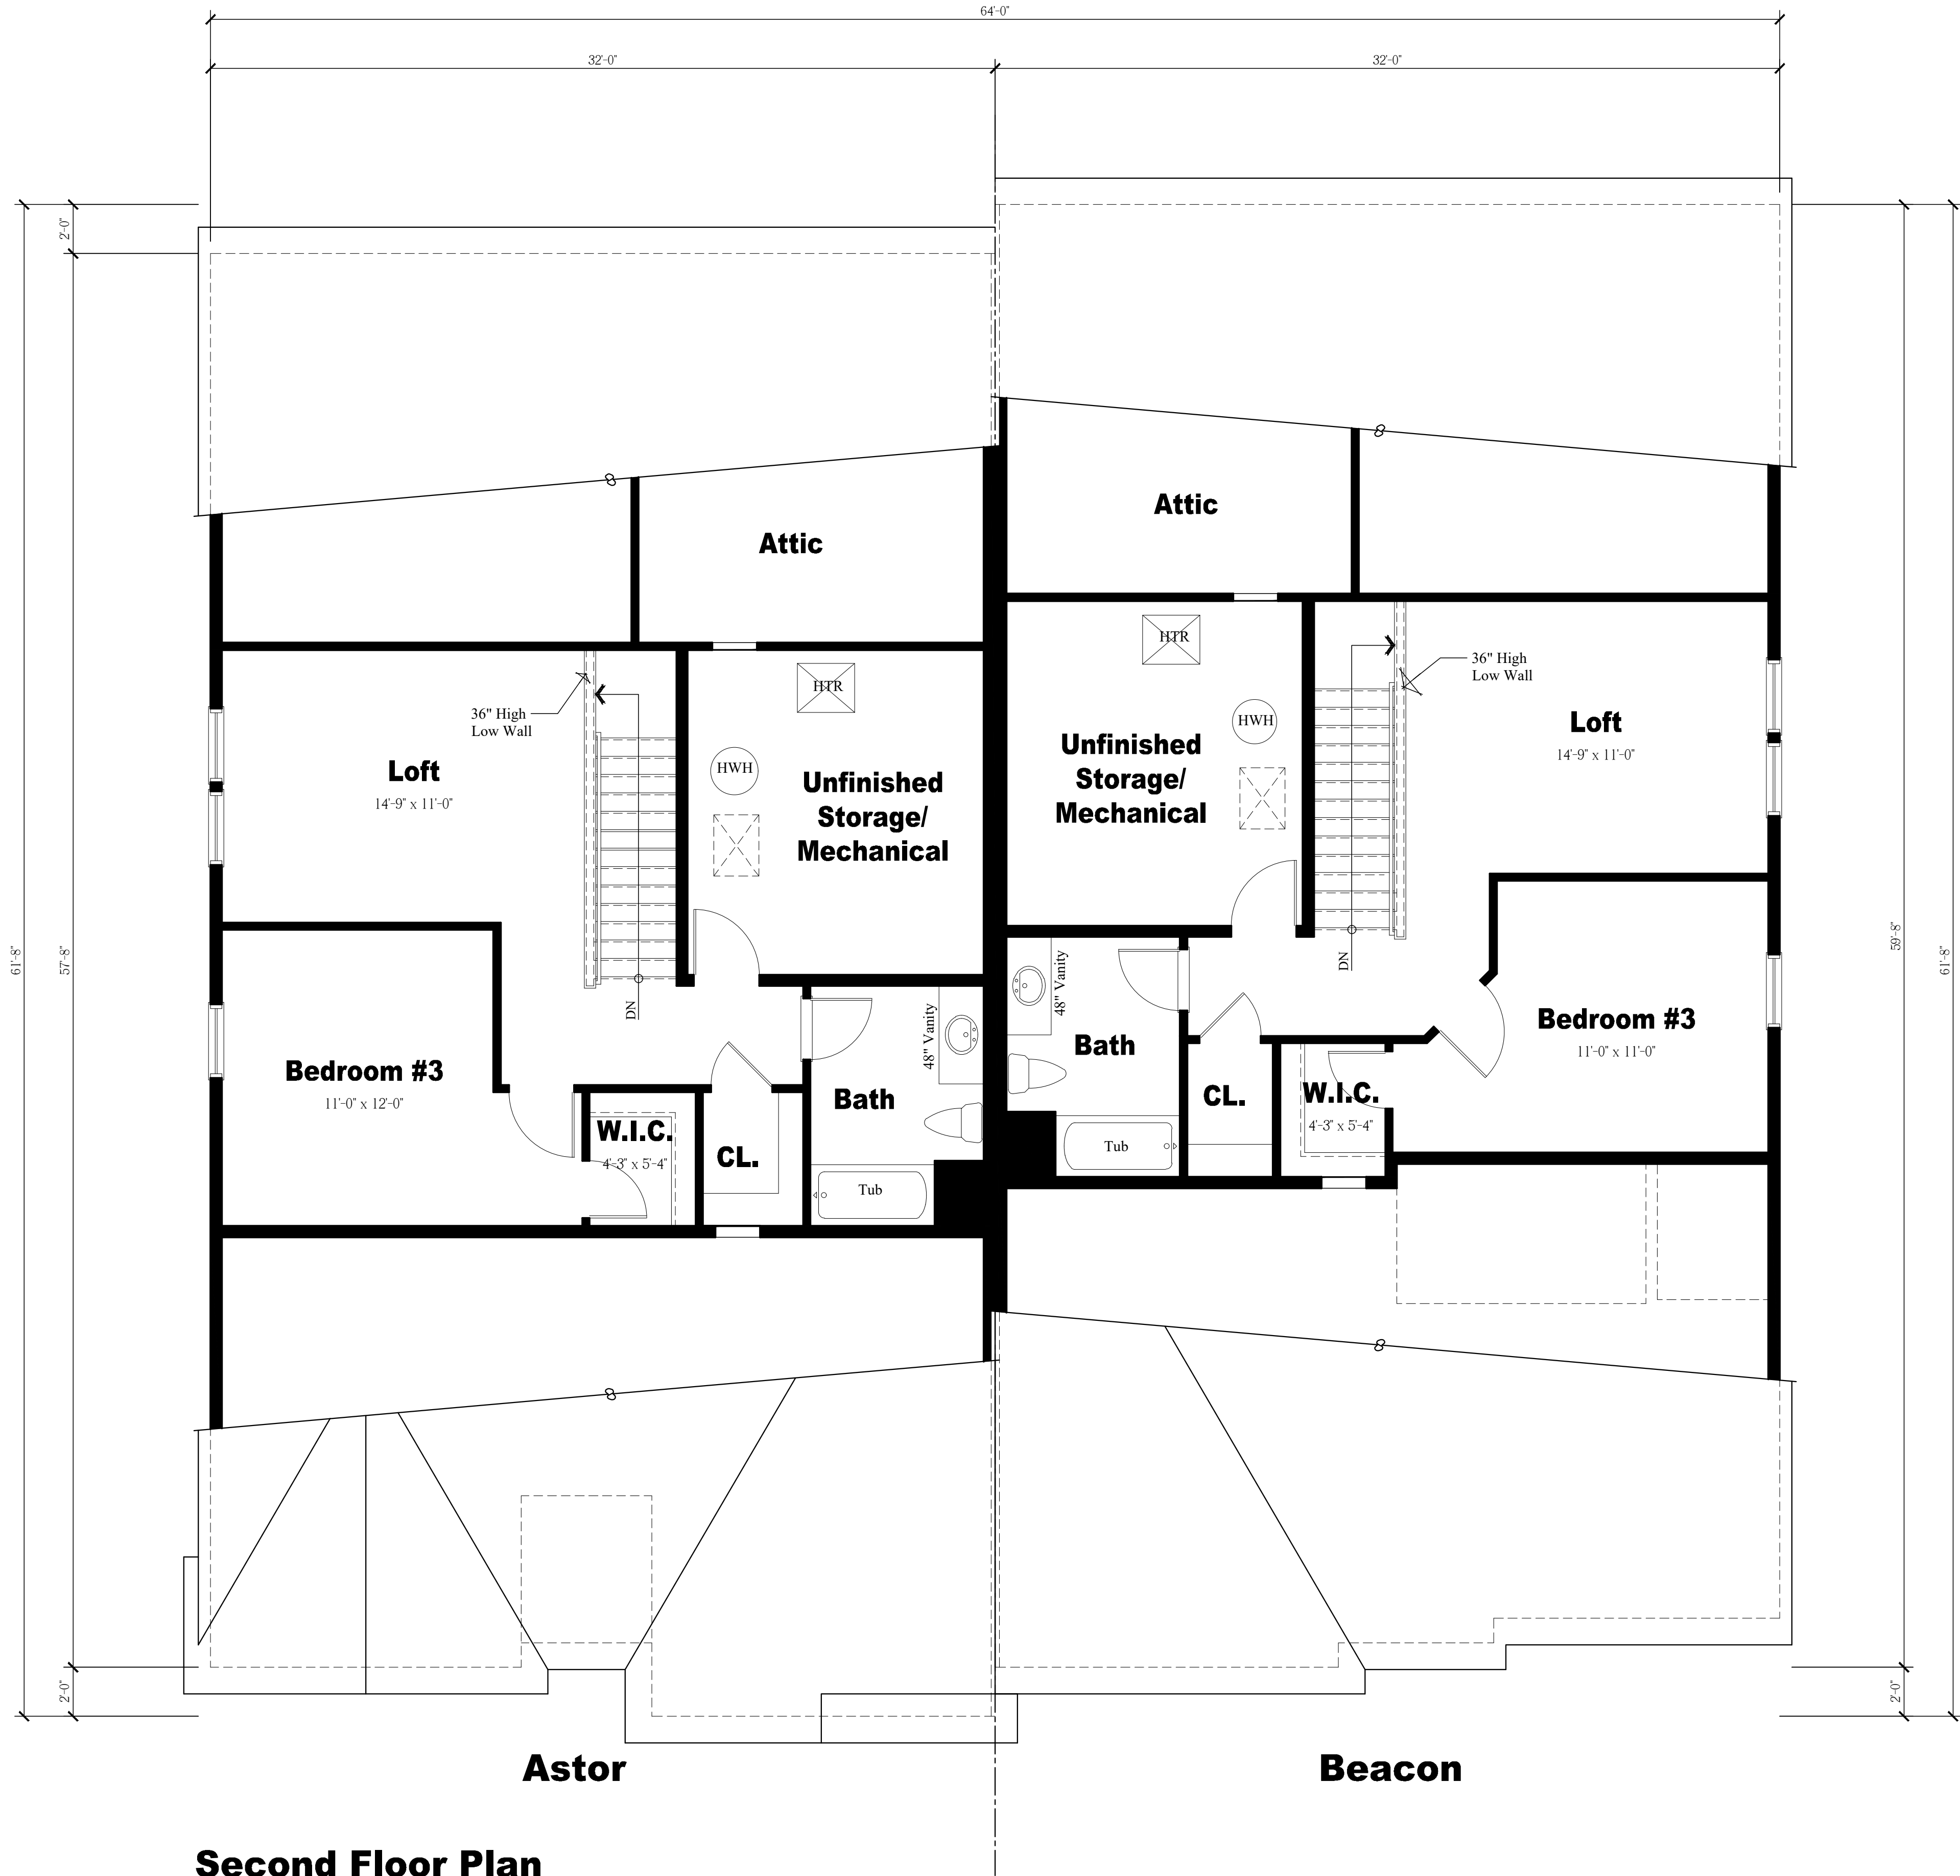 64'-0"
32'-0"
32'-0"
2'-0"
61'-8"
57'-8"
2'-0"
59'-8"
61'-8"
2'-0"
Attic
Attic
HTR
HTR
36" High
Low Wall
36" High
Low Wall
Loft
14'-9" x 11'-0"
HWH
Unfinished
Storage/
Mechanical
Unfinished
Storage/
Mechanical
HWH
Loft
14'-9" x 11'-0"
DN
DN
48" Vanity
48" Vanity
Bedroom #3
11'-0" x 12'-0"
Bath
Bath
Bedroom #3
11'-0" x 11'-0"
W.I.C.
4'-3" x 5'-4"
CL.
Tub
Tub
CL.
W.I.C.
4'-3" x 5'-4"
Astor
Beacon
Second Floor Plan